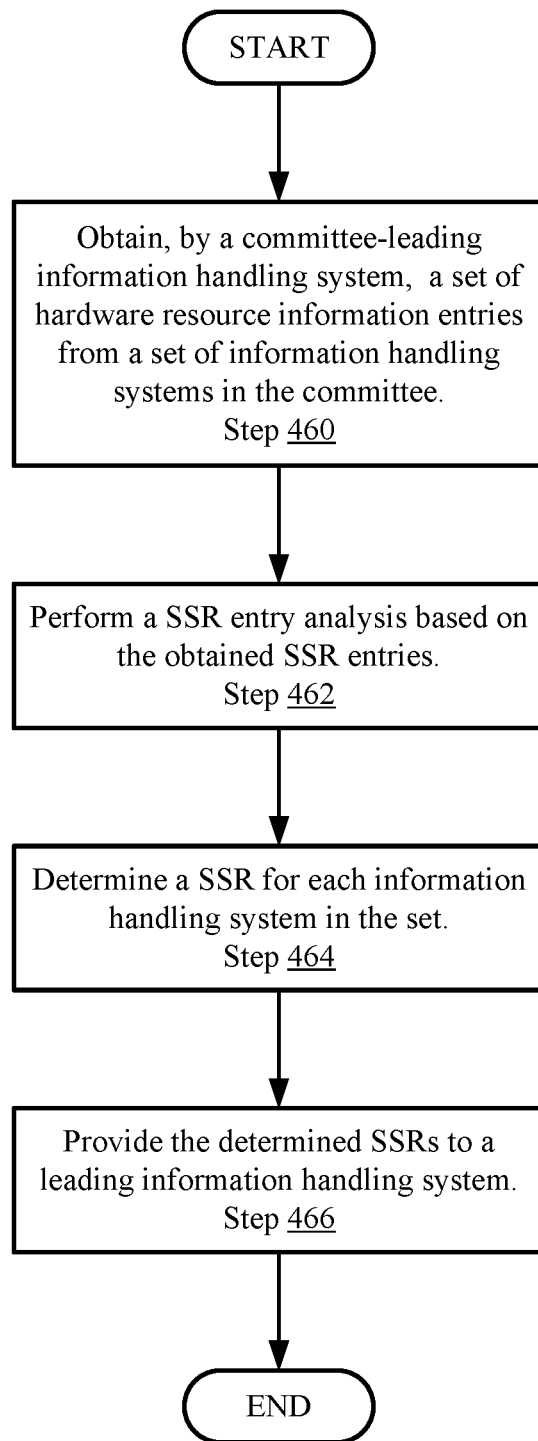 START
Obtain, by a committee-leading
information handling system,  a set of
hardware resource information entries
from a set of information handling
systems in the committee.
Step 460
Perform a SSR entry analysis based on
the obtained SSR entries.
Step 462
Determine a SSR for each information
handling system in the set.
Step 464
Provide the determined SSRs to a
leading information handling system.
Step 466
END